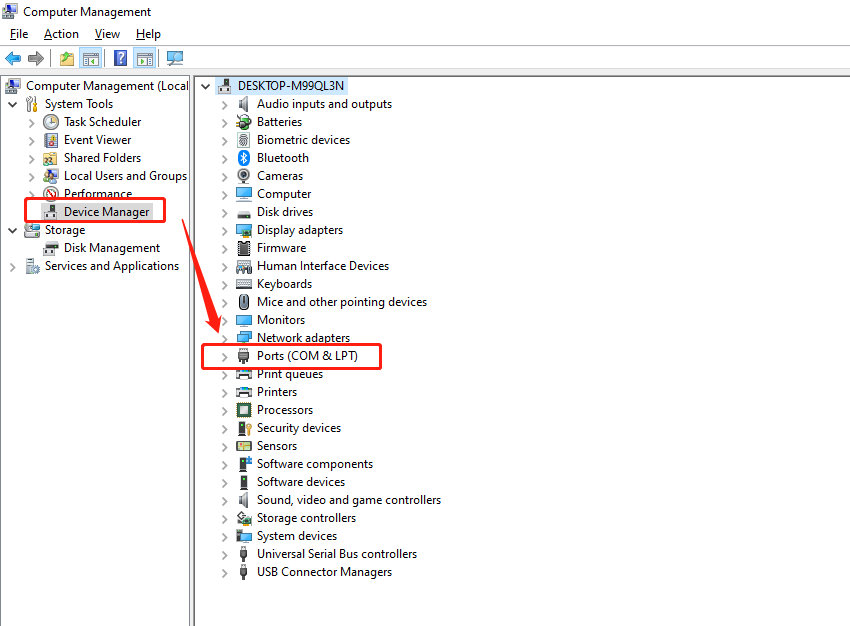 Computer Management
File Action View Help
Computer Management (Local
System Tools
Task Scheduler
Event Viewer
Shared Folders
Local Users and Groups
Performance
Device Manager
Storage
Disk Management
Services and Applications
DESKTOP-M99QL3N
Audio inputs and outputs
Batteries
Biometric devices
Bluetooth
Cameras
Computer
Disk drives
Display adapters
Firmware
Human Interface Devices
Keyboards
Mice and other pointing devices
Monitors
Network adapters
Ports (COM & LPT)
Print queues
Printers
Processors
Security devices
Sensors
Software components
Software devices
Sound, video and game controllers
Storage controllers
System devices
Universal Serial Bus controllers
USB Connector Managers